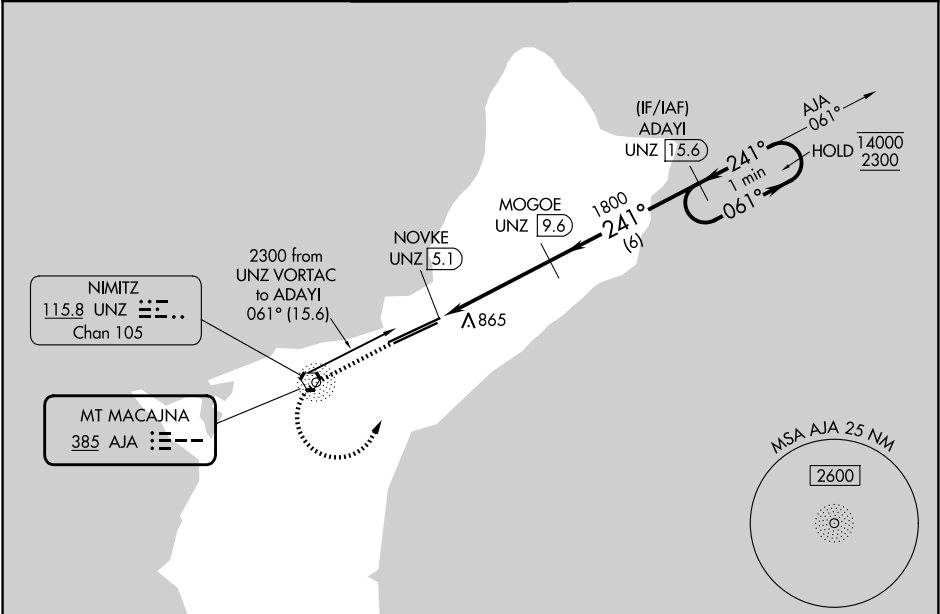 (IF/IAF)
ADAYI
UNZ 15.6
AJA
061°
HOLD
14000
2300
241°
1 min
061°
MOGOE
UNZ 9.6
1800
241°
(6)
NOVKE
UNZ 5.1
2300 from
UNZ VORTAC
to ADAYI
061° (15.6)
NIMITZ
115.8 UNZ
Chan 105
865
MT MACAJNA
385 AJA
MSA AJA 25 NM
2600